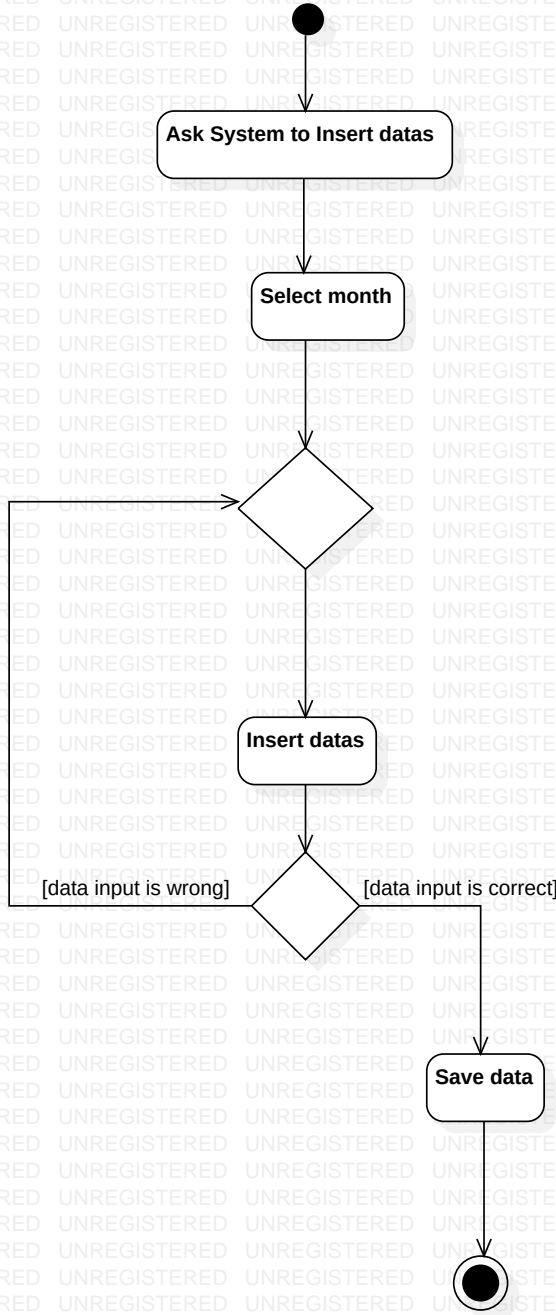 Ask System to Insert datas
Select month
Insert datas
[data input is wrong]
[data input is correct]
Save data
UNREGISTERED